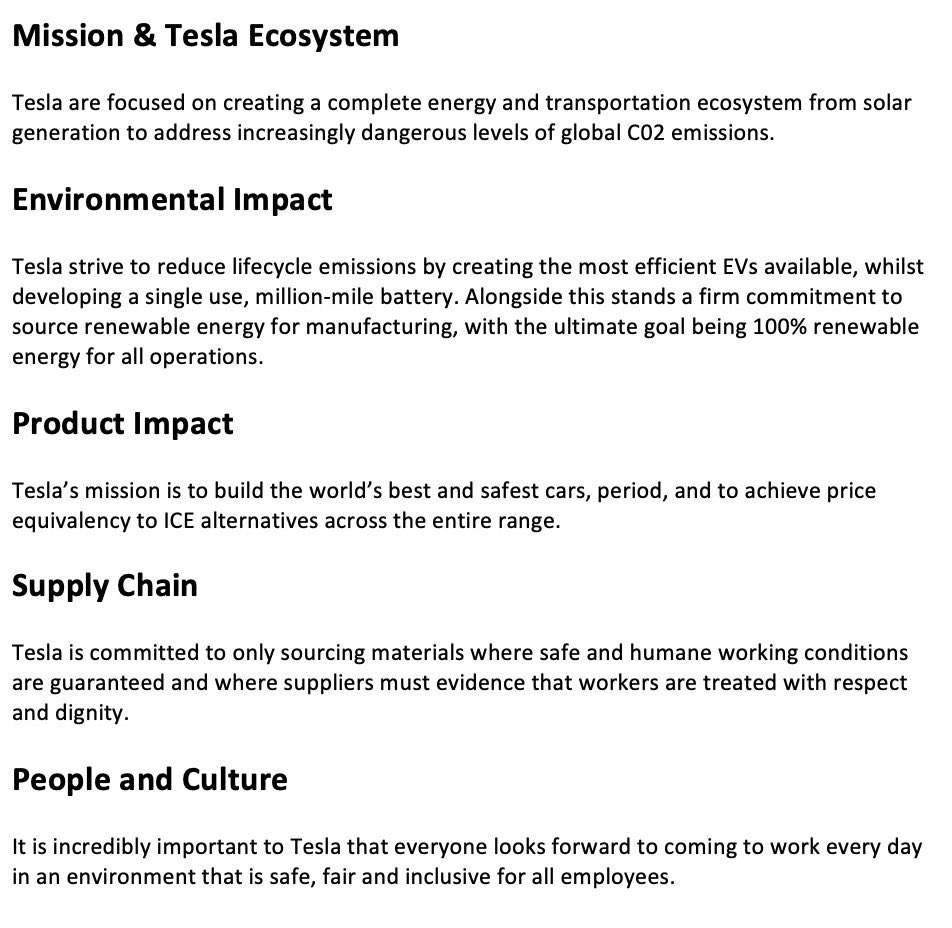 Mission & Tesla Ecosystem
Tesla are focused on creating a complete energy and transportation ecosystem from solar
generation to address increasingly dangerous levels of global C02 emissions.
Environmental Impact
Tesla strive to reduce lifecycle emissions by creating the most efficient EVs available, whilst
developing a single use, million-mile battery. Alongside this stands a firm commitment to
source renewable energy for manufacturing, with the ultimate goal being 100% renewable
energy for all operations.
Product Impact
Tesla’s mission is to build the world’s best and safest cars, period, and to achieve price
equivalency to ICE alternatives across the entire range.
Supply Chain
Tesla is committed to only sourcing materials where safe and humane working conditions
are guaranteed and where suppliers must evidence that workers are treated with respect
and dignity.
People and Culture
It is incredibly important to Tesla that everyone looks forward to coming to work every day
in an environment that is safe, fair and inclusive for all employees.